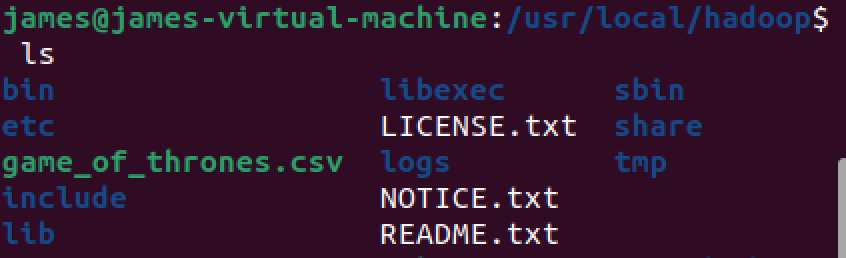 james@james-virtual-machine:/usr/local/hadoop$
ls
bin libexec sbin
etc LICENSE.txt share
game_of_thrones.csv logs tmp
include NOTICE.txt
lib README.txt